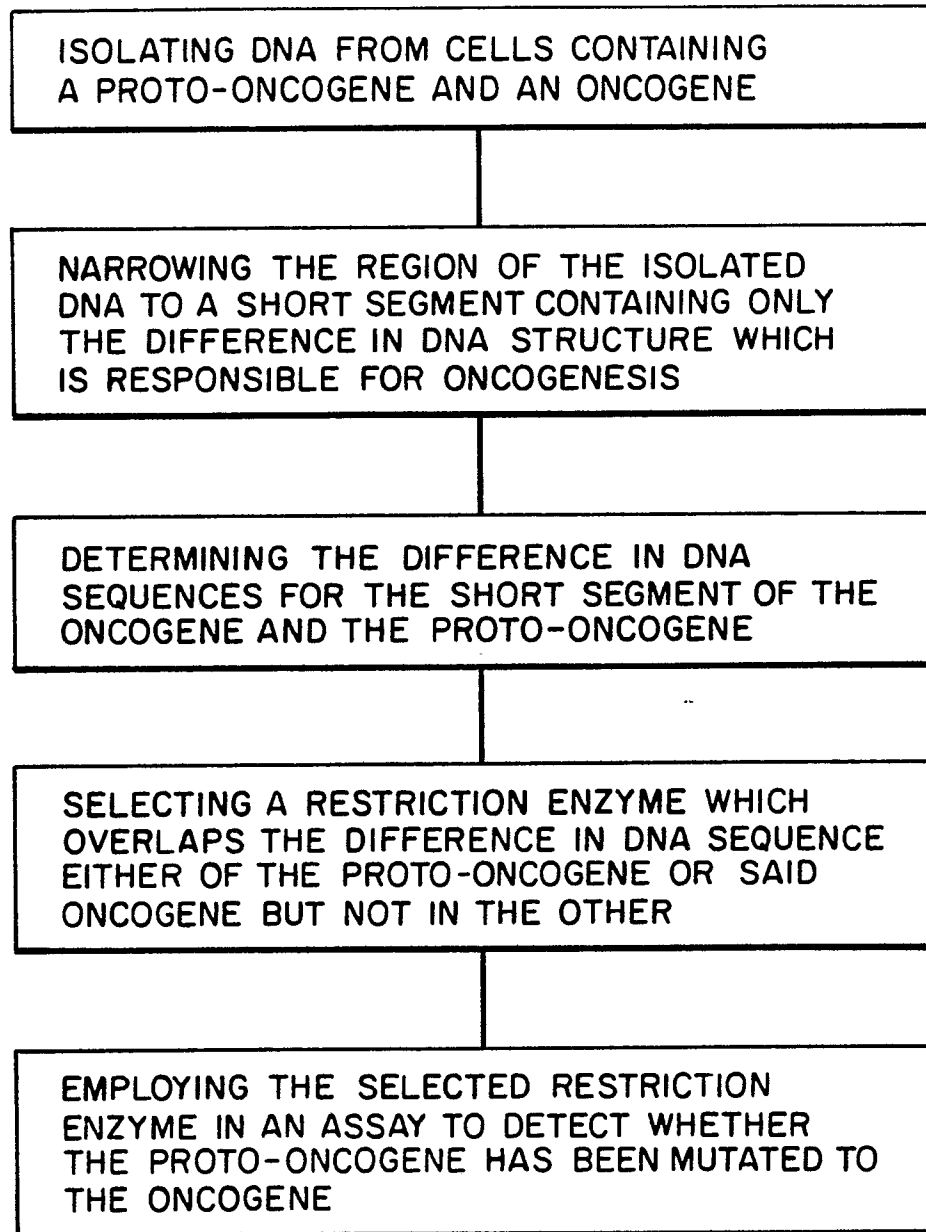 ISOLATING DNA FROM CELLS CONTAINING
A PROTO-ONCOGENE AND AN ONCOGENE
NARROWING THE REGION OF THE ISOLATED
DNA TO A SHORT SEGMENT CONTAINING ONLY
THE DIFFERENCE IN DNA STRUCTURE WHICH
IS RESPONSIBLE FOR ONCOGENESIS
DETERMINING THE DIFFERENCE IN DNA
SEQUENCES FOR THE SHORT SEGMENT OF THE
ONCOGENE AND THE PROTO-ONCOGENE
SELECTING A RESTRICTION ENZYME WHICH
OVERLAPS THE DIFFERENCE IN DNA SEQUENCE
EITHER OF THE PROTO-ONCOGENE OR SAID
ONCOGENE BUT NOT IN THE OTHER
EMPLOYING THE SELECTED RESTRICTION
ENZYME IN AN ASSAY TO DETECT WHETHER
THE PROTO-ONCOGENE HAS BEEN MUTATED TO
THE ONCOGENE